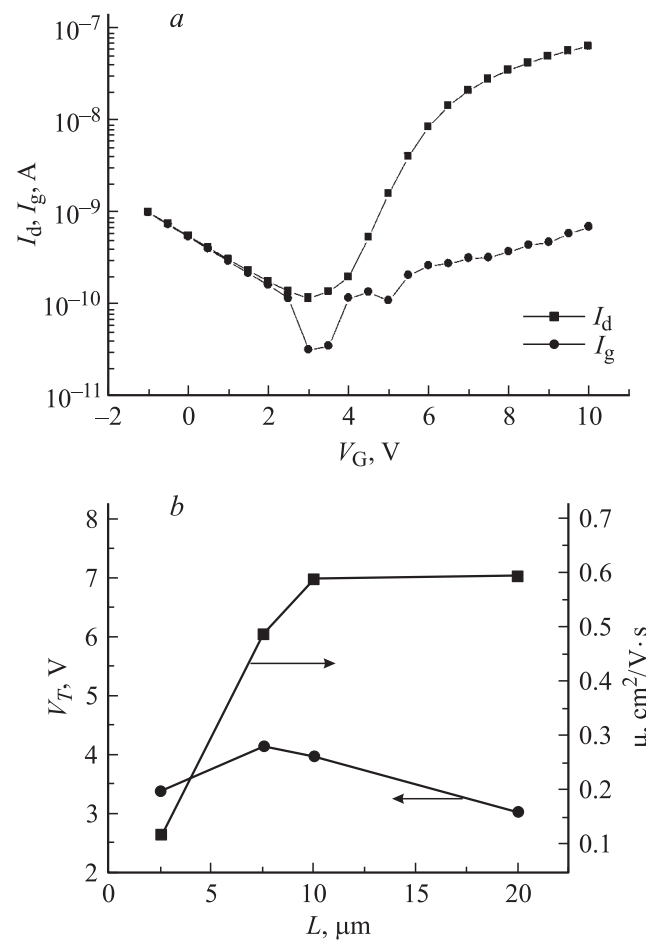 a
10⁻⁷
10⁻⁸
10⁻⁹
10⁻¹⁰
10⁻¹¹
I_d, I_g, A
I_d
I_g
−2 0 2 4 6 8 10
V_G, V
b
8
7
6
5
4
3
2
V_T, V
0.7
0.6
0.5
0.4
0.3
0.2
0.1
μ, cm²/V·s
0 5 10 15 20
L, μm